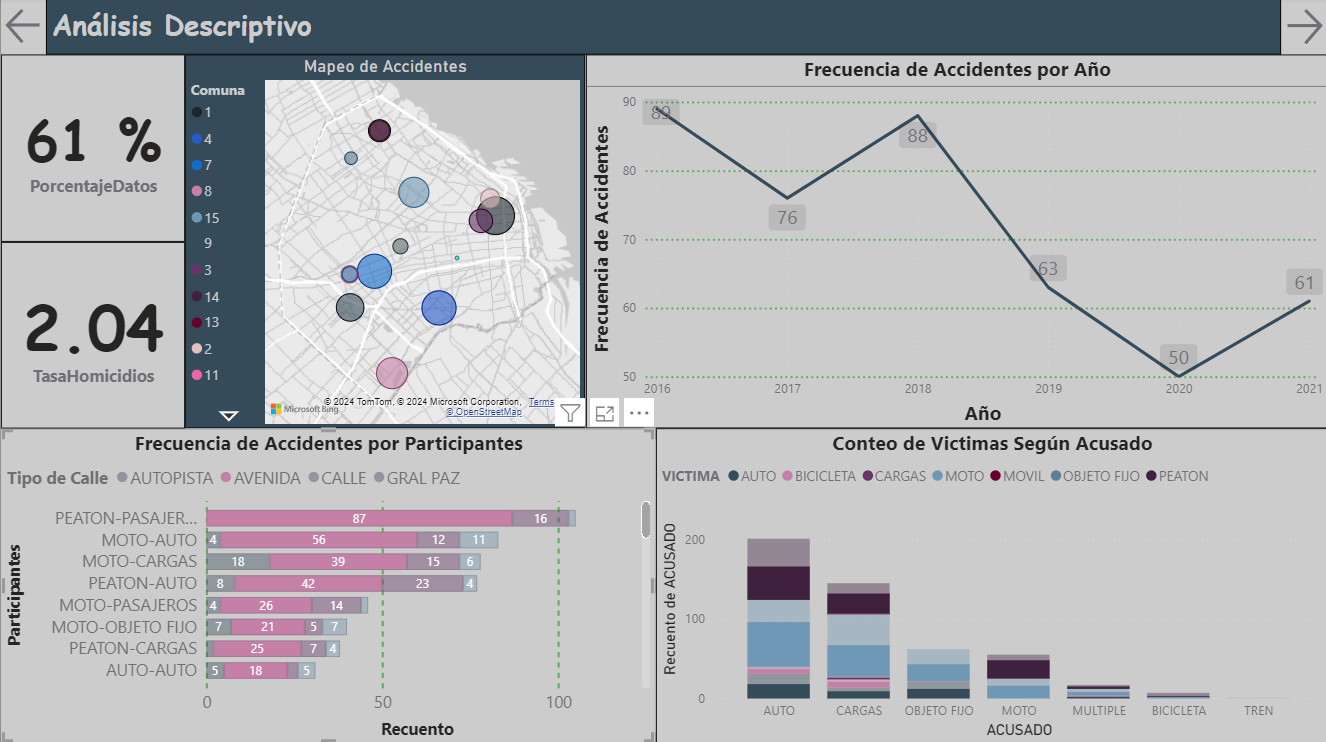 Análisis Descriptivo
61 %
PorcentajeDatos
2.04
TasaHomicidios
Mapeo de Accidentes
Comuna
1
4
7
8
15
9
3
14
13
2
11
Microsoft Bing
© 2024 TomTom, © 2024 Microsoft Corporation, Terms
© OpenStreetMap
Frecuencia de Accidentes por Año
Frecuencia de Accidentes
90
80
70
60
50
89
76
88
63
50
61
2016 2017 2018 2019 2020 2021
Año
Frecuencia de Accidentes por Participantes
Tipo de Calle AUTOPISTA AVENIDA CALLE GRAL PAZ
Participantes
PEATON-PASAJER... 87 16
MOTO-AUTO 4 56 12 11
MOTO-CARGAS 18 39 15 6
PEATON-AUTO 8 42 23 4
MOTO-PASAJEROS 4 26 14
MOTO-OBJETO FIJO 7 21 5 7
PEATON-CARGAS 25 7 4
AUTO-AUTO 5 18 5
0 50 100
Recuento
Conteo de Victimas Según Acusado
VICTIMA AUTO BICICLETA CARGAS MOTO MOVIL OBJETO FIJO PEATON
Recuento de ACUSADO
200
100
0
AUTO CARGAS OBJETO FIJO MOTO MULTIPLE BICICLETA TREN
ACUSADO